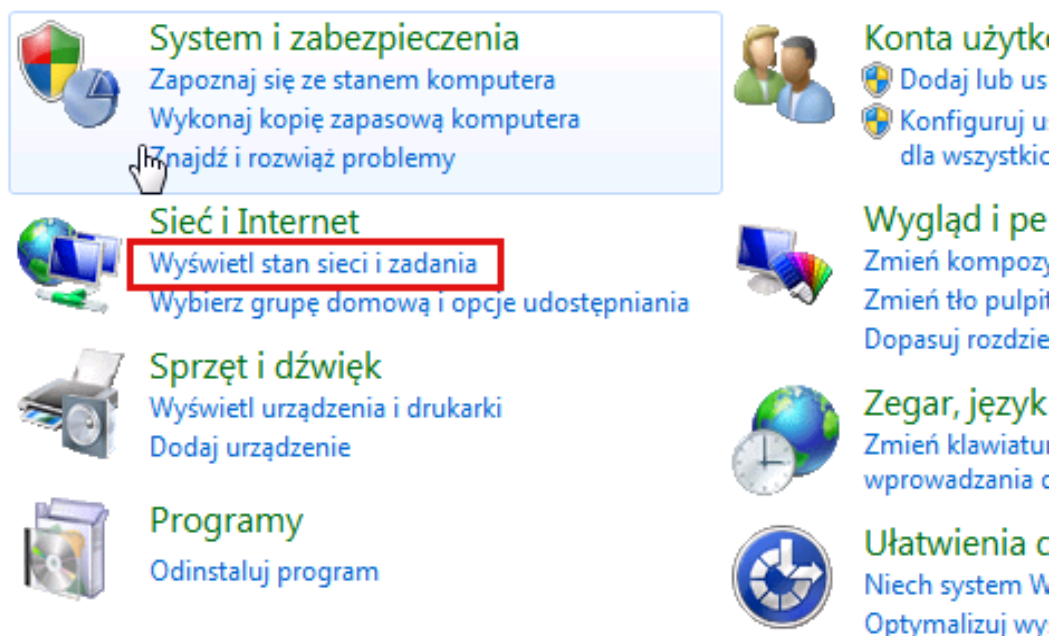 System i zabezpieczenia
Zapoznaj się ze stanem komputera
Wykonaj kopię zapasową komputera
Znajdź i rozwiąż problemy
Sieć i Internet
Wyświetl stan sieci i zadania
Wybierz grupę domową i opcje udostępniania
Sprzęt i dźwięk
Wyświetl urządzenia i drukarki
Dodaj urządzenie
Programy
Odinstaluj program
Konta
Dodaj lub
Konfiguruj
dla
Wygląd i
Zmień
Zmień tło
Dopasuj
Zegar, język
Zmień
wprowadzania
Ułatwienia
Niech system
Optymalizuj